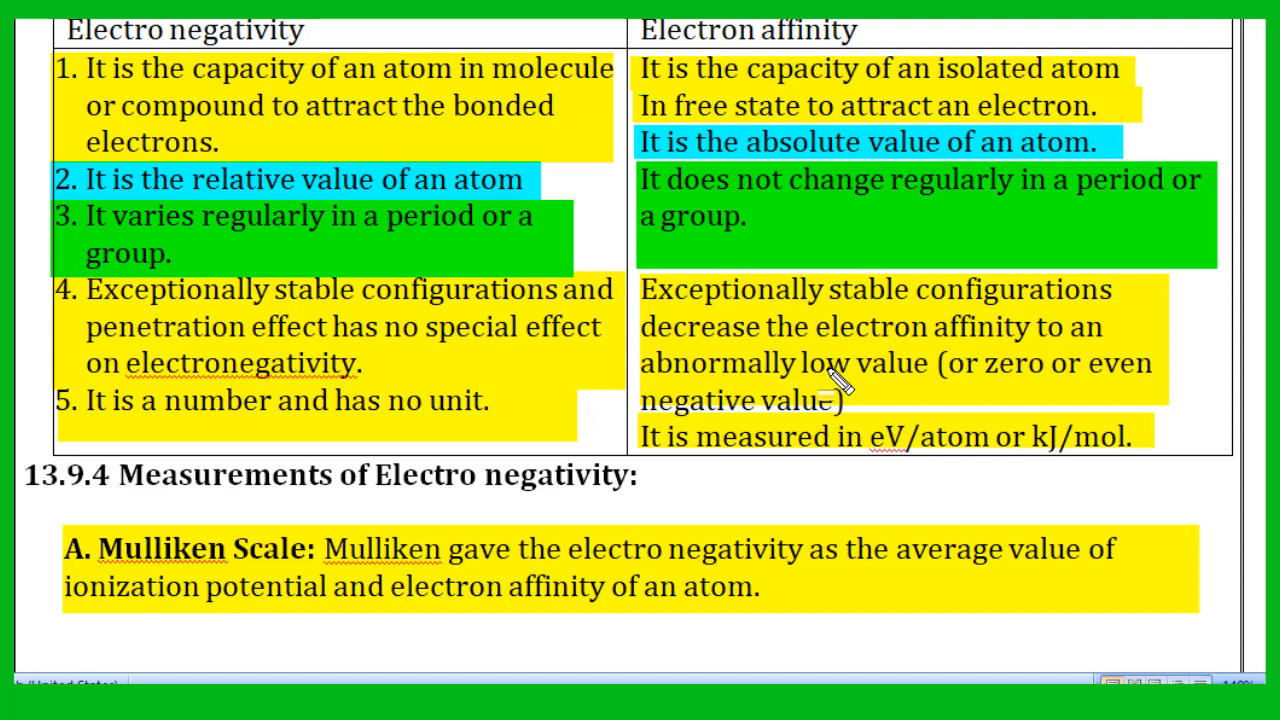 Electro negativity
Electron affinity
1. It is the capacity of an atom in molecule
or compound to attract the bonded
electrons.
2. It is the relative value of an atom
3. It varies regularly in a period or a
group.
4. Exceptionally stable configurations and
penetration effect has no special effect
on electronegativity.
5. It is a number and has no unit.
It is the capacity of an isolated atom
In free state to attract an electron.
It is the absolute value of an atom.
It does not change regularly in a period or
a group.
Exceptionally stable configurations
decrease the electron affinity to an
abnormally low value (or zero or even
negative value)
It is measured in eV/atom or kJ/mol.
13.9.4 Measurements of Electro negativity:
A. Mulliken Scale: Mulliken gave the electro negativity as the average value of
ionization potential and electron affinity of an atom.